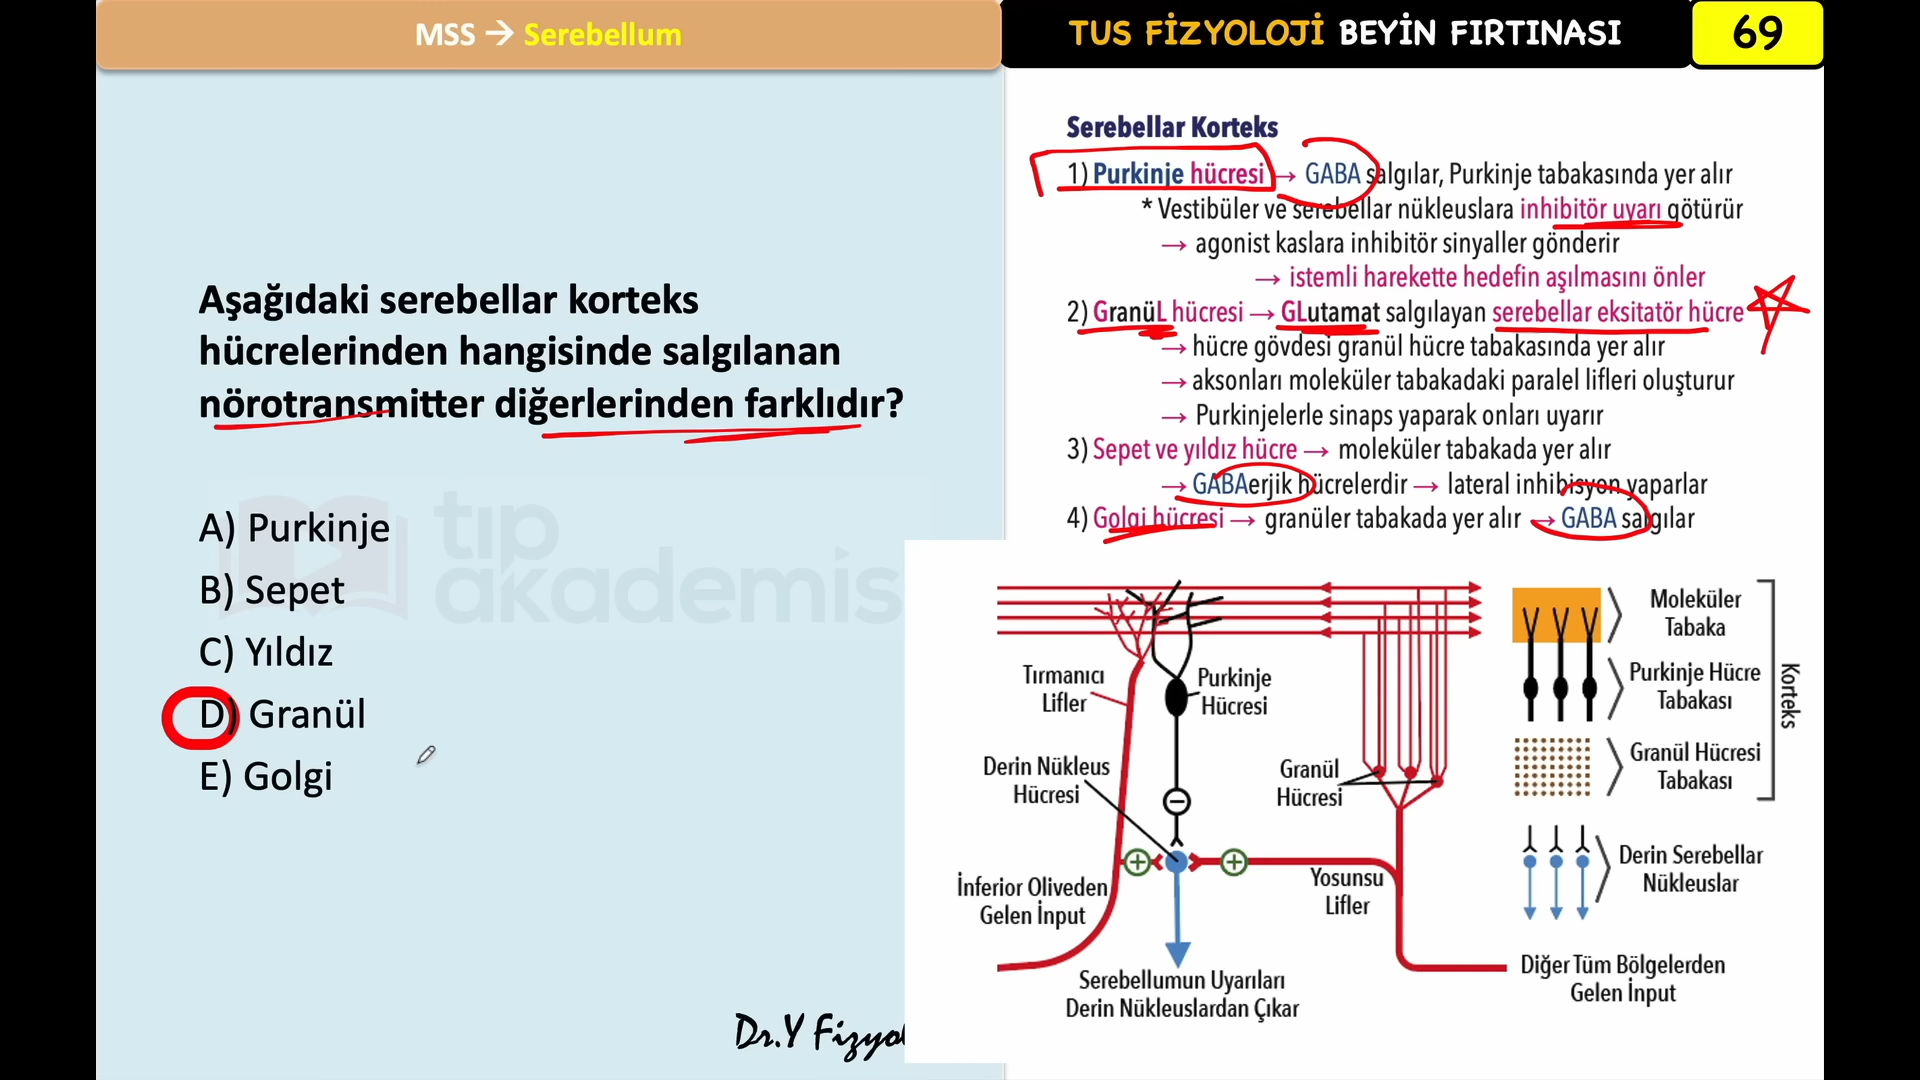 MSS → Serebellum
TUS FİZYOLOJİ BEYİN FIRTINASI
69
Aşağıdaki serebellar korteks
hücrelerinden hangisinde salgılanan
nörotransmitter diğerlerinden farklıdır?
A) Purkinje
B) Sepet
C) Yıldız
D) Granül
E) Golgi
tıp
akademis
Dr.Y
Serebellar Korteks
1) Purkinje hücresi → GABA salgılar, Purkinje tabakasında yer alır
* Vestibüler ve serebellar nükleuslara inhibitör uyarı götürür
→ agonist kaslara inhibitör sinyaller gönderir
→ istemli harekette hedefin aşılmasını önler
2) GranüL hücresi → GLutamat salgılayan serebellar eksitatör hücre
→ hücre gövdesi granül hücre tabakasında yer alır
→ aksonları moleküler tabakadaki paralel lifleri oluşturur
→ Purkinjelerle sinaps yaparak onları uyarır
3) Sepet ve yıldız hücre → moleküler tabakada yer alır
→ GABAerjik hücrelerdir → lateral inhibisyon yaparlar
4) Golgi hücresi → granüler tabakada yer alır → GABA salgılar
Tırmanıcı
Lifler
Purkinje
Hücresi
Derin Nükleus
Hücresi
Granül
Hücresi
İnferior Oliveden
Gelen İnput
Yosunsu
Lifler
Serebellumun Uyarıları
Derin Nükleuslardan Çıkar
Moleküler
Tabaka
Purkinje Hücre
Tabakası
Granül Hücresi
Tabakası
Korteks
Derin Serebellar
Nükleuslar
Diğer Tüm Bölgelerden
Gelen İnput